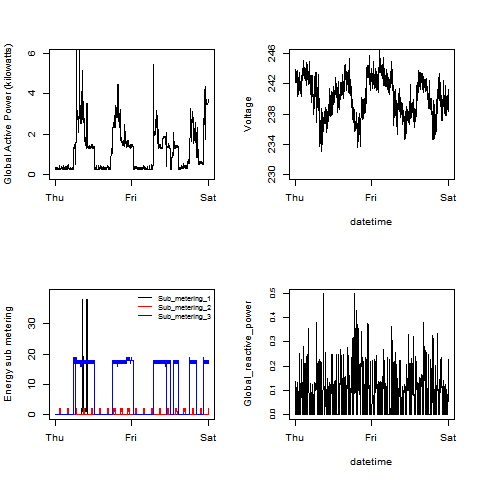 Global Active Power (kilowatts)
0 2 4 6
Thu Fri Sat
Voltage
230 234 238 242 246
Thu Fri Sat
datetime
Energy sub metering
0 10 20 30
Sub_metering_1
Sub_metering_2
Sub_metering_3
Thu Fri Sat
Global_reactive_power
0.0 0.1 0.2 0.3 0.4 0.5
Thu Fri Sat
datetime